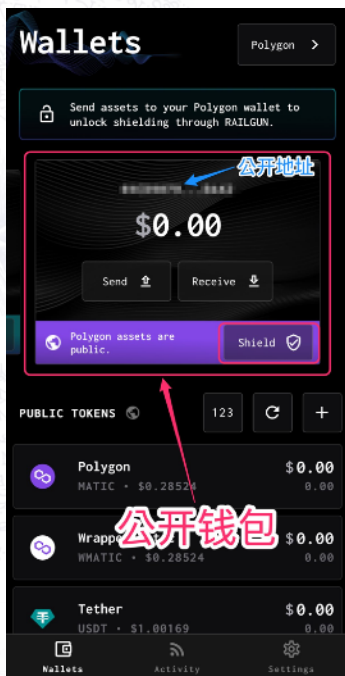 Wallets
Polygon >
Send assets to your Polygon wallet to
unlock shielding through RAILGUN.
公开地址
$0.00
Send
Receive
Polygon assets are
public.
Shield
PUBLIC TOKENS
123
Polygon
$0.00
MATIC • $0.28524
0.00
公开钱包
Wrapped
$0.00
WMATIC • $0.28524
0.00
Tether
$0.00
USDT • $1.00169
0.00
Wallets
Activity
Settings